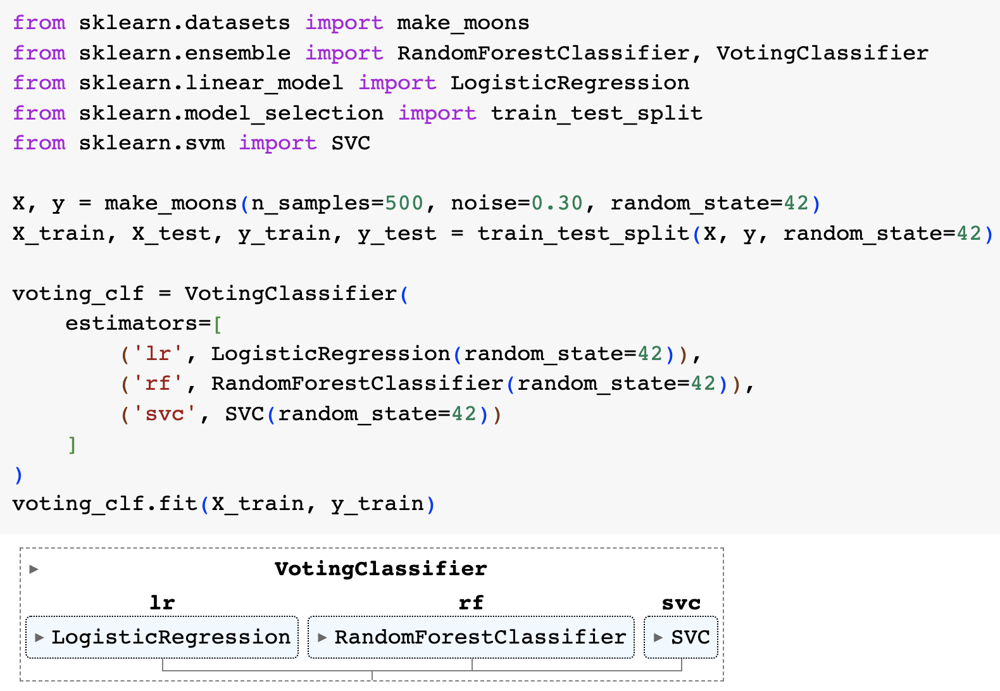 from sklearn.datasets import make_moons
from sklearn.ensemble import RandomForestClassifier, VotingClassifier
from sklearn.linear_model import LogisticRegression
from sklearn.model_selection import train_test_split
from sklearn.svm import SVC

X, y = make_moons(n_samples=500, noise=0.30, random_state=42)
X_train, X_test, y_train, y_test = train_test_split(X, y, random_state=42)

voting_clf = VotingClassifier(
    estimators=[
        ('lr', LogisticRegression(random_state=42)),
        ('rf', RandomForestClassifier(random_state=42)),
        ('svc', SVC(random_state=42))
    ]
)
voting_clf.fit(X_train, y_train)
VotingClassifier
lr rf svc
LogisticRegression RandomForestClassifier SVC